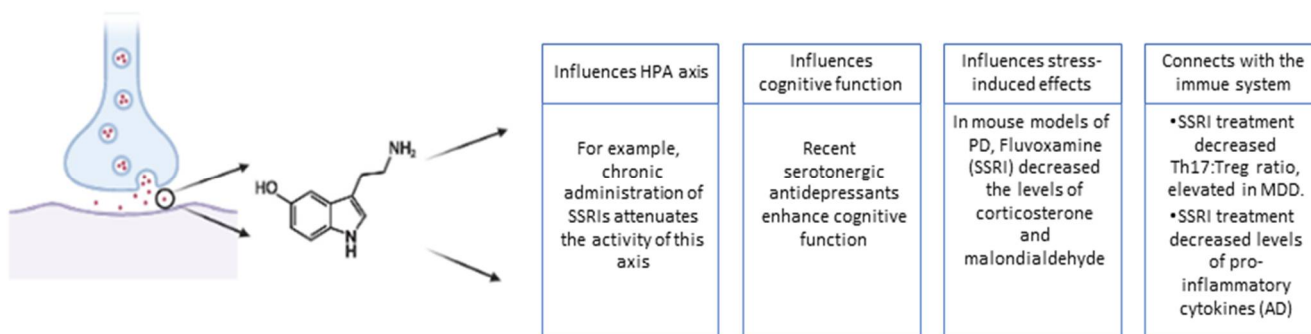 HO
NH₂
N
H
Influences HPA axis
For example,
chronic
administration of
SSRIs attenuates
the activity of this
axis
Influences
cognitive function
Recent
serotonergic
antidepressants
enhance cognitive
function
Influences stress-
induced effects
In mouse models of
PD, Fluvoxamine
(SSRI) decreased
the levels of
corticosterone
and
malondialdehyde
Connects with the
immue system
•SSRI treatment
decreased
Th17:Treg ratio,
elevated in MDD.
•SSRI treatment
decreased levels
of pro-
inflammatory
cytokines (AD)